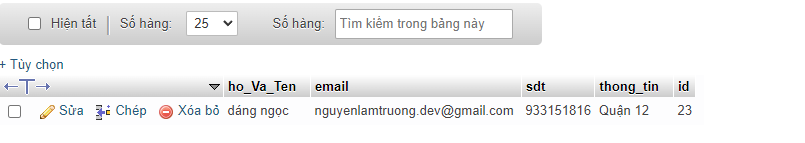 Hiện tất Số hàng: 25 Số hàng: Tìm kiếm trong bảng này
+ Tùy chọn
←T→ ho_Va_Ten email sdt thong_tin id
Sửa Chép Xóa bỏ dáng ngọc nguyenlamtruong.dev@gmail.com 933151816 Quận 12 23